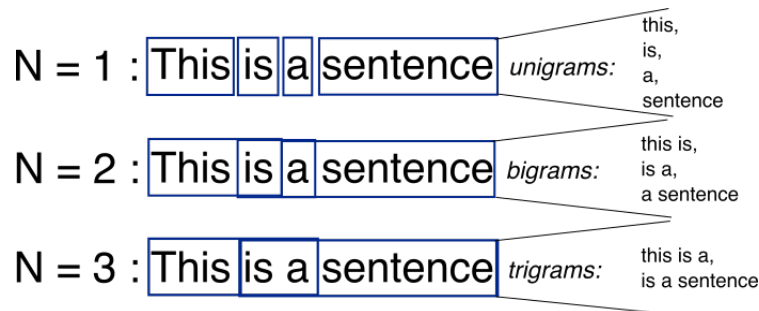 N = 1 : This is a sentence unigrams:
this,
is,
a,
sentence
N = 2 : This is a sentence bigrams:
this is,
is a,
a sentence
N = 3 : This is a sentence trigrams:
this is a,
is a sentence